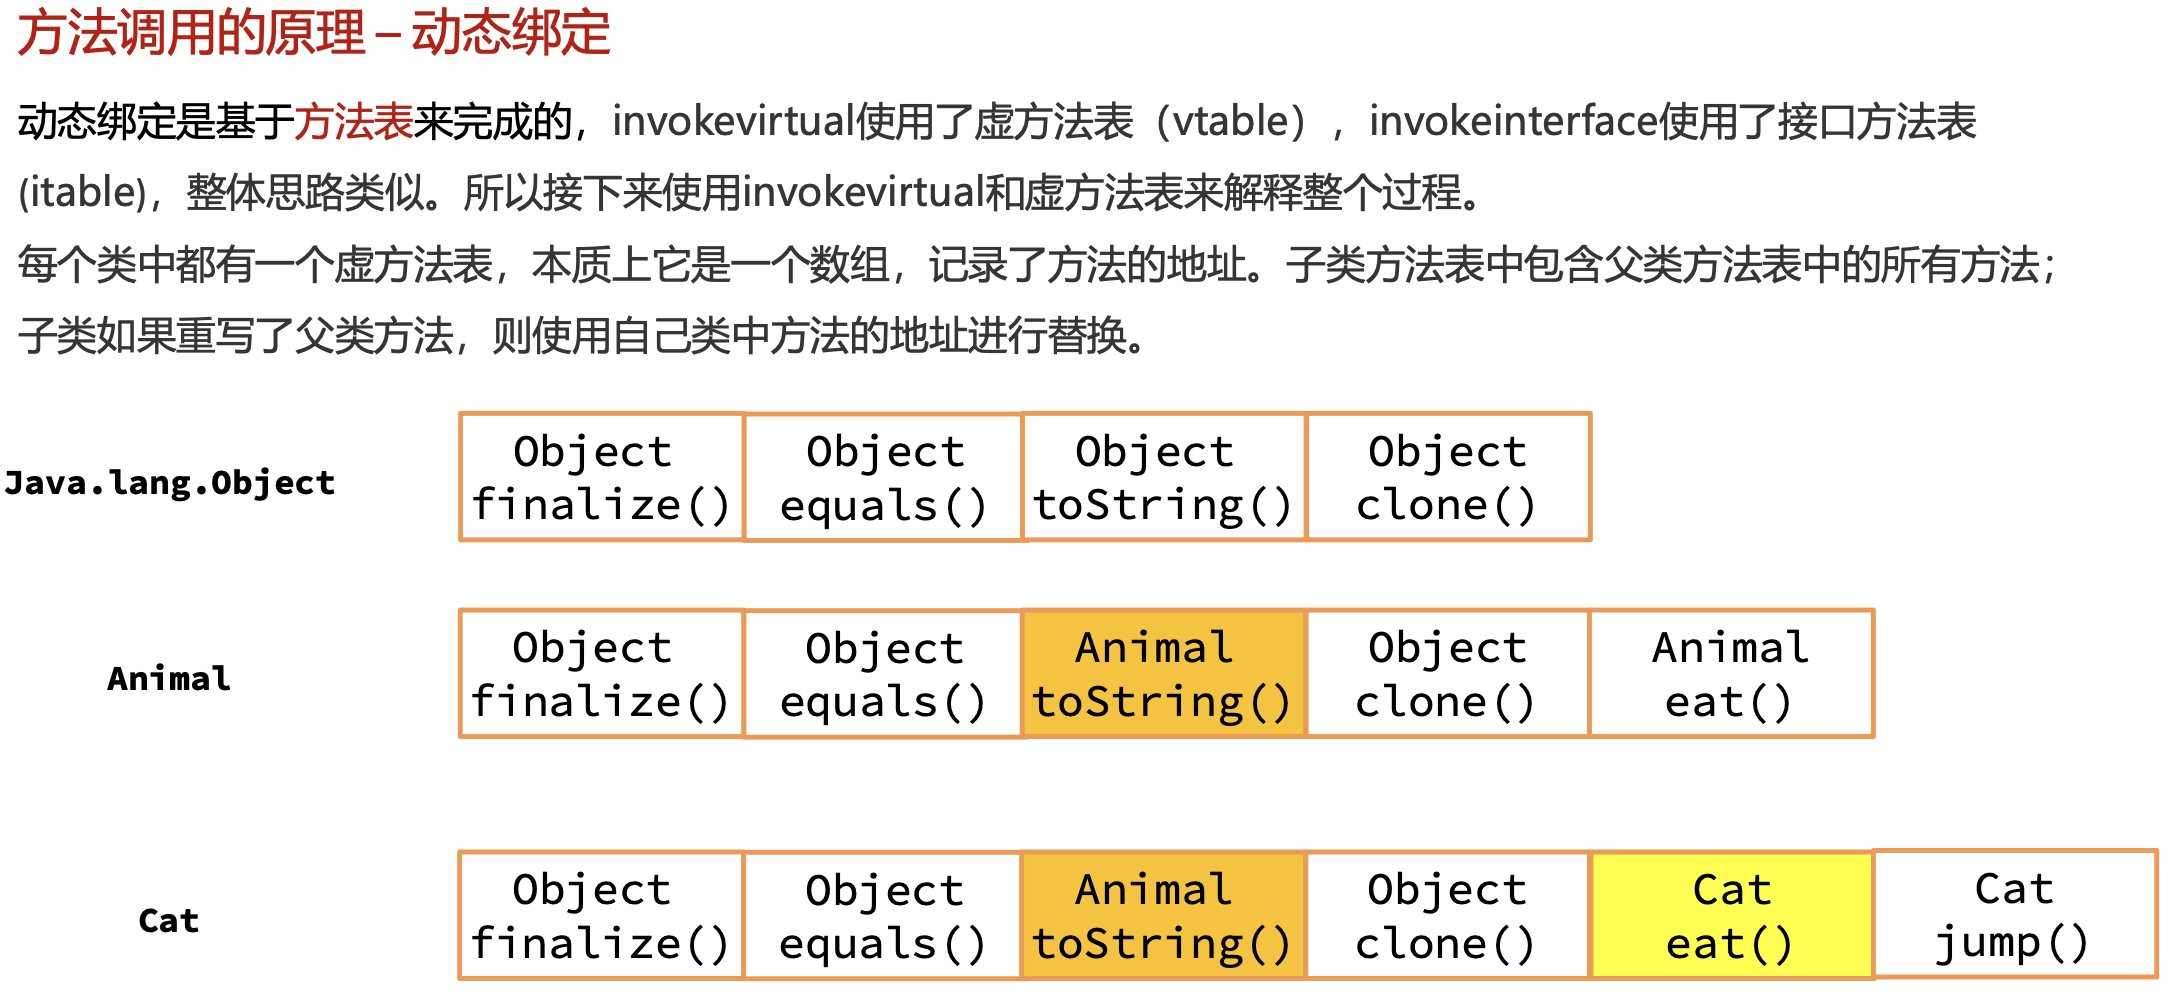 方法调用的原理 – 动态绑定
动态绑定是基于方法表来完成的，invokevirtual使用了虚方法表（vtable），invokeinterface使用了接口方法表
(itable)，整体思路类似。所以接下来使用invokevirtual和虚方法表来解释整个过程。
每个类中都有一个虚方法表，本质上它是一个数组，记录了方法的地址。子类方法表中包含父类方法表中的所有方法；
子类如果重写了父类方法，则使用自己类中方法的地址进行替换。
Java.lang.Object
Object
finalize()
Object
equals()
Object
toString()
Object
clone()
Animal
Object
finalize()
Object
equals()
Animal
toString()
Object
clone()
Animal
eat()
Cat
Object
finalize()
Object
equals()
Animal
toString()
Object
clone()
Cat
eat()
Cat
jump()